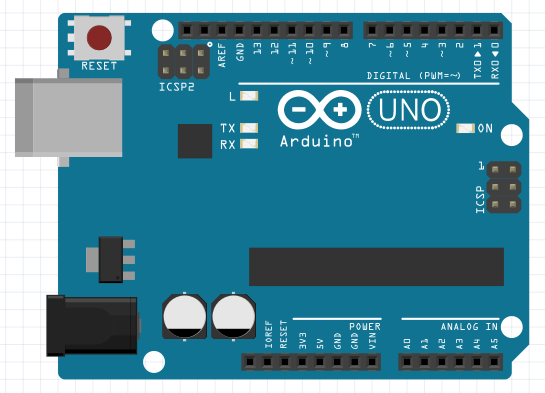 RESET
ICSP2
AREF
GND
13
12
~11
~10
~9
8
7
~6
~5
4
~3
2
TXD ▶ 1
RXD ◀ 0
DIGITAL (PWM=~)
L
TX
RX
Arduino™
UNO
ON
1
ICSP
POWER
ANALOG IN
IOREF
RESET
3V3
5V
GND
GND
VIN
A0
A1
A2
A3
A4
A5